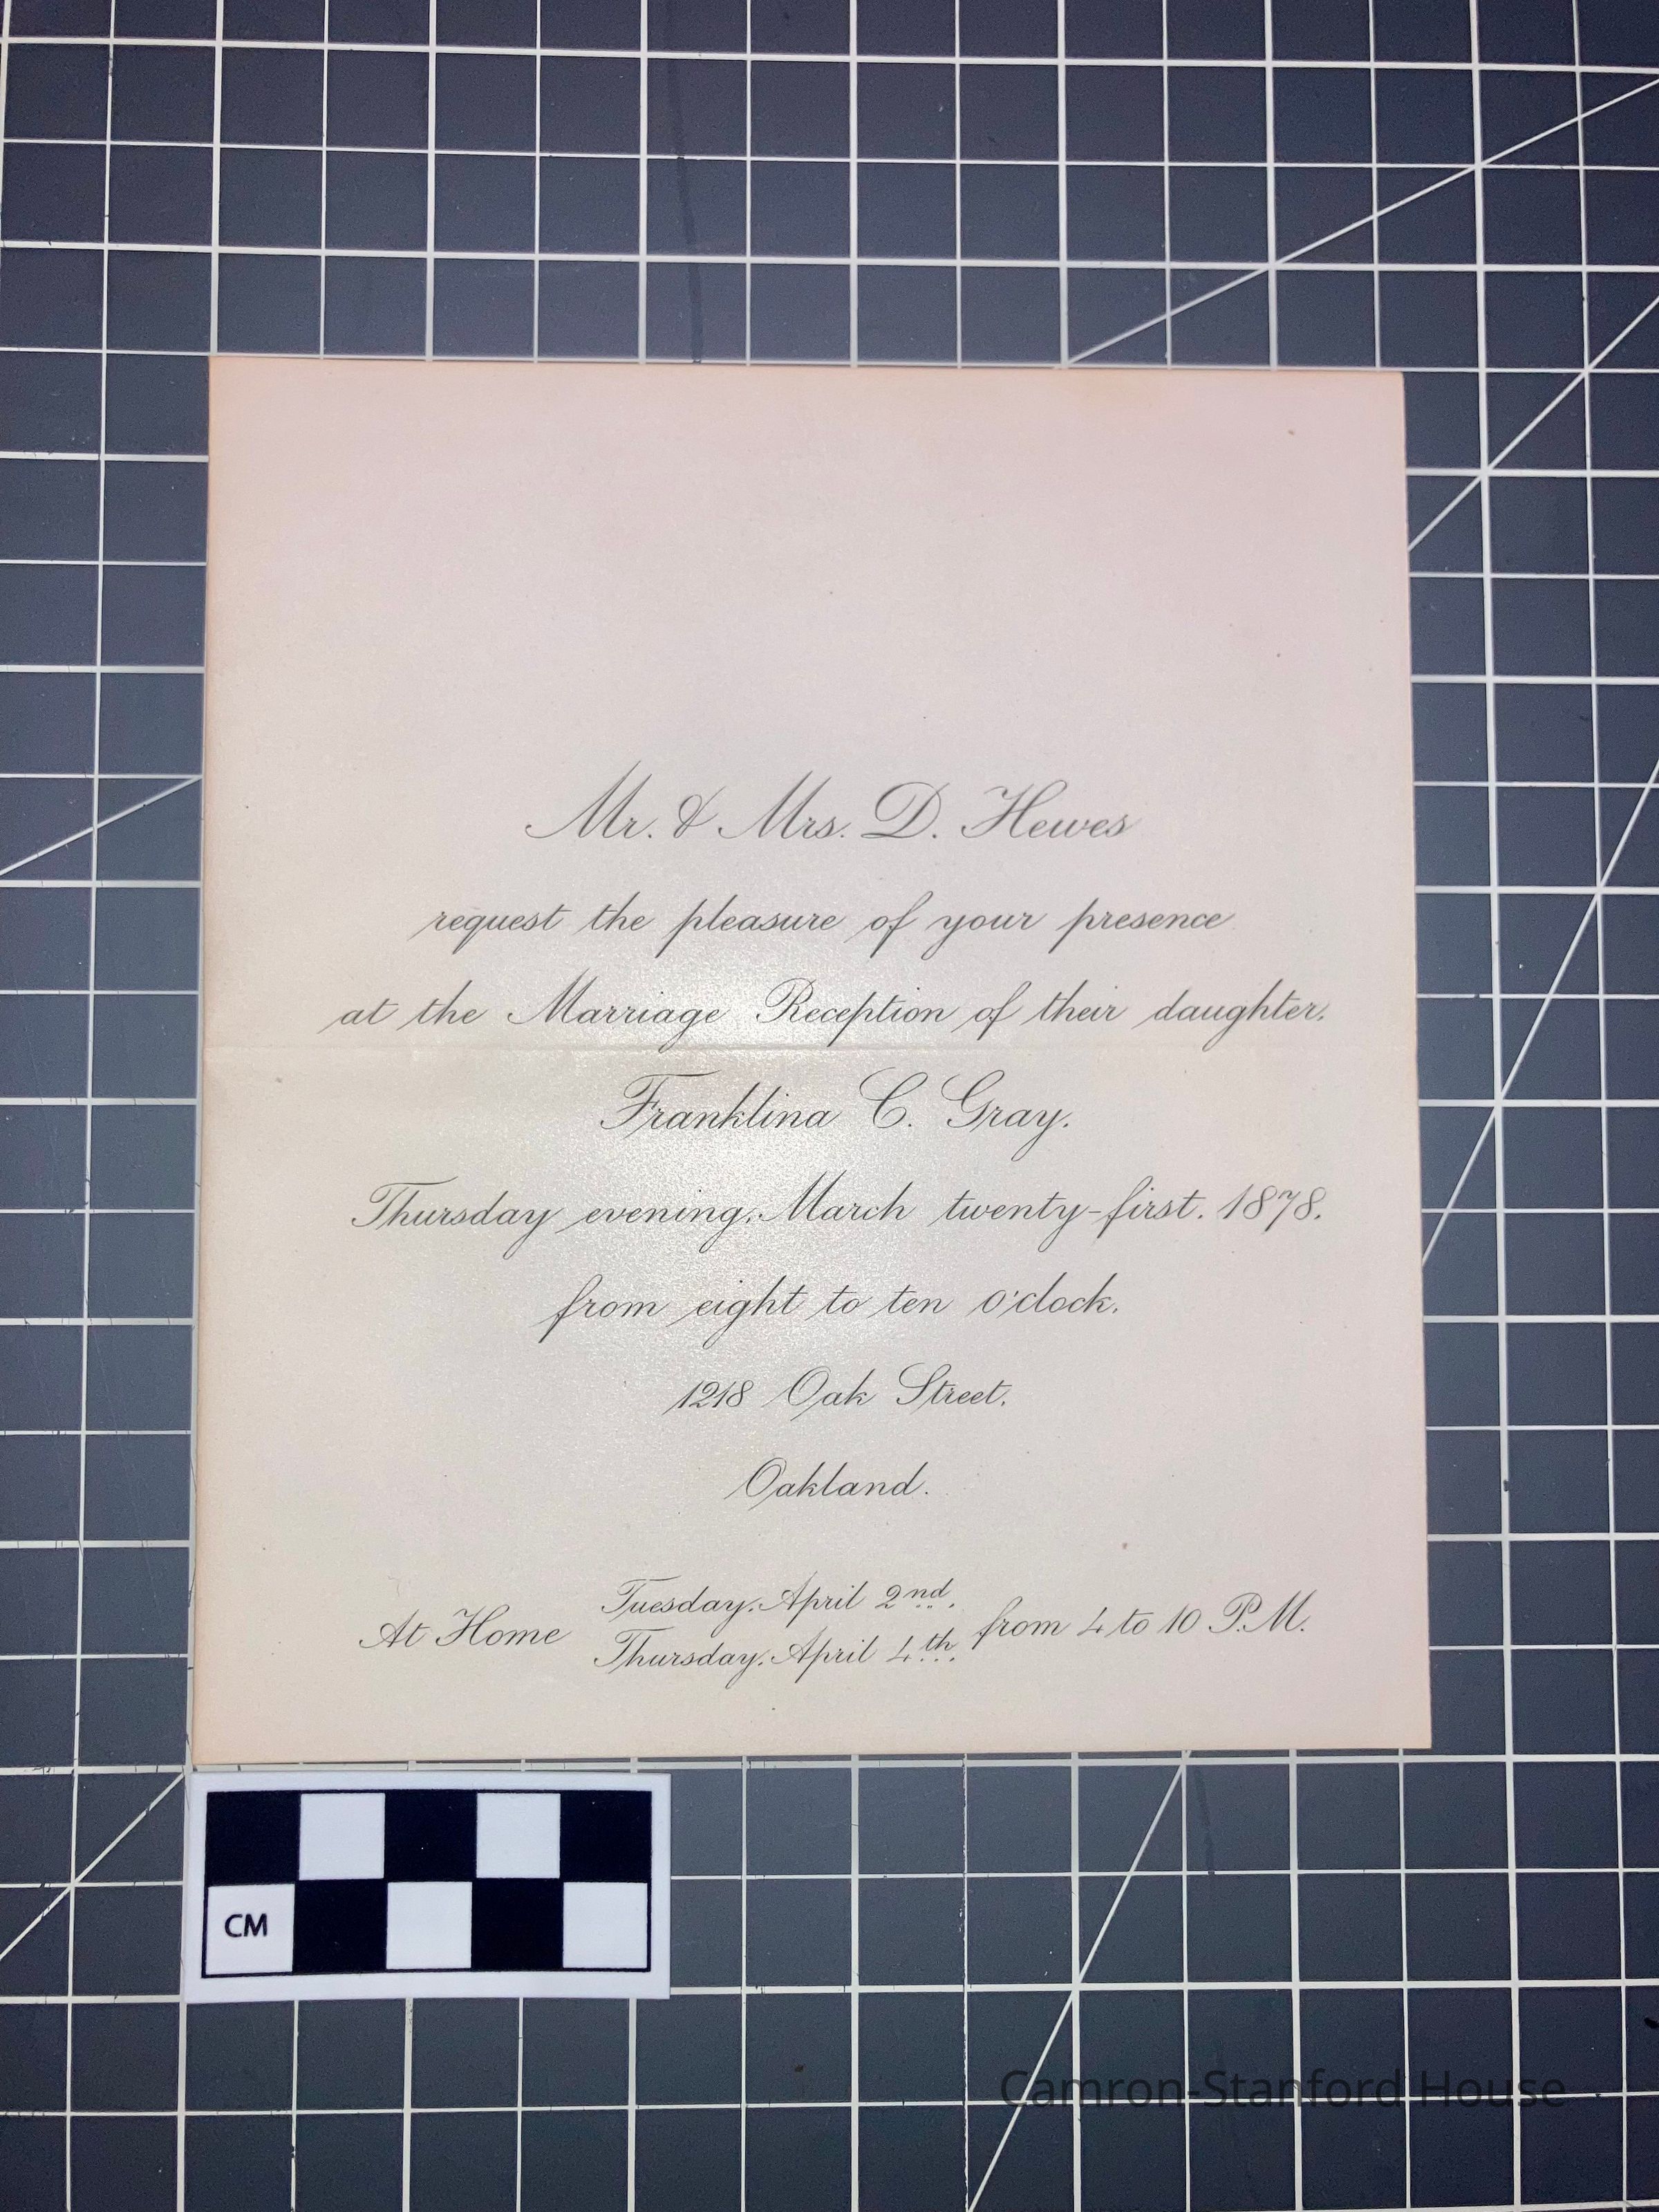 Mr. & Mrs. D. Hewes
request the pleasure of your presence
at the Marriage Reception of their daughter.
Franklina C. Gray.
Thursday evening, March twenty-first. 1878.
from eight to ten o'clock.
1218 Oak Street.
Oakland.
At Home Tuesday, April 2nd. from 4 to 10 P.M.
Thursday, April 4th.
CM
Camron-Stanford House